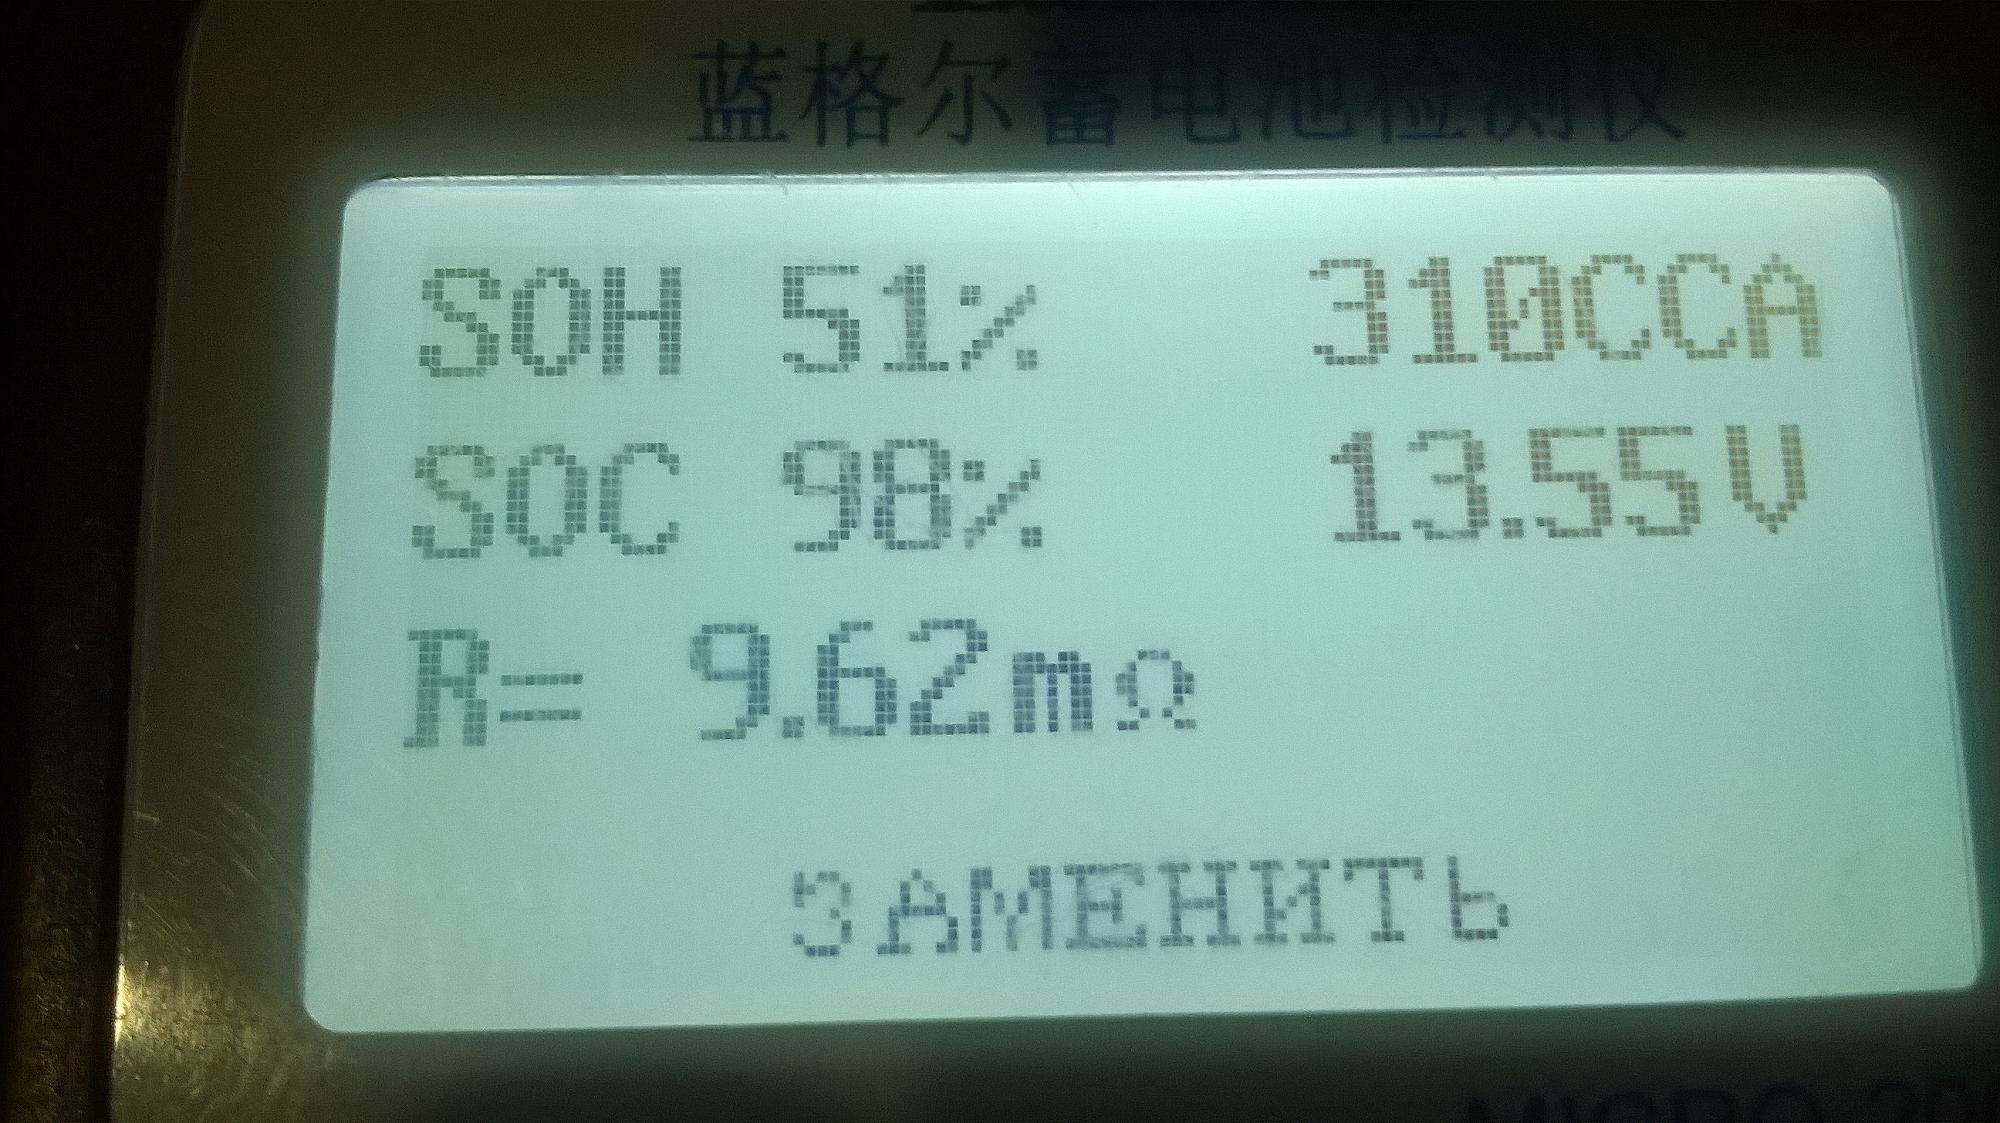 蓝格尔蓄电池检测仪
SOH 51% 310CCA
SOC 98% 13.55V
R= 9.62mΩ
ЗАМЕНИТЬ
MICRO